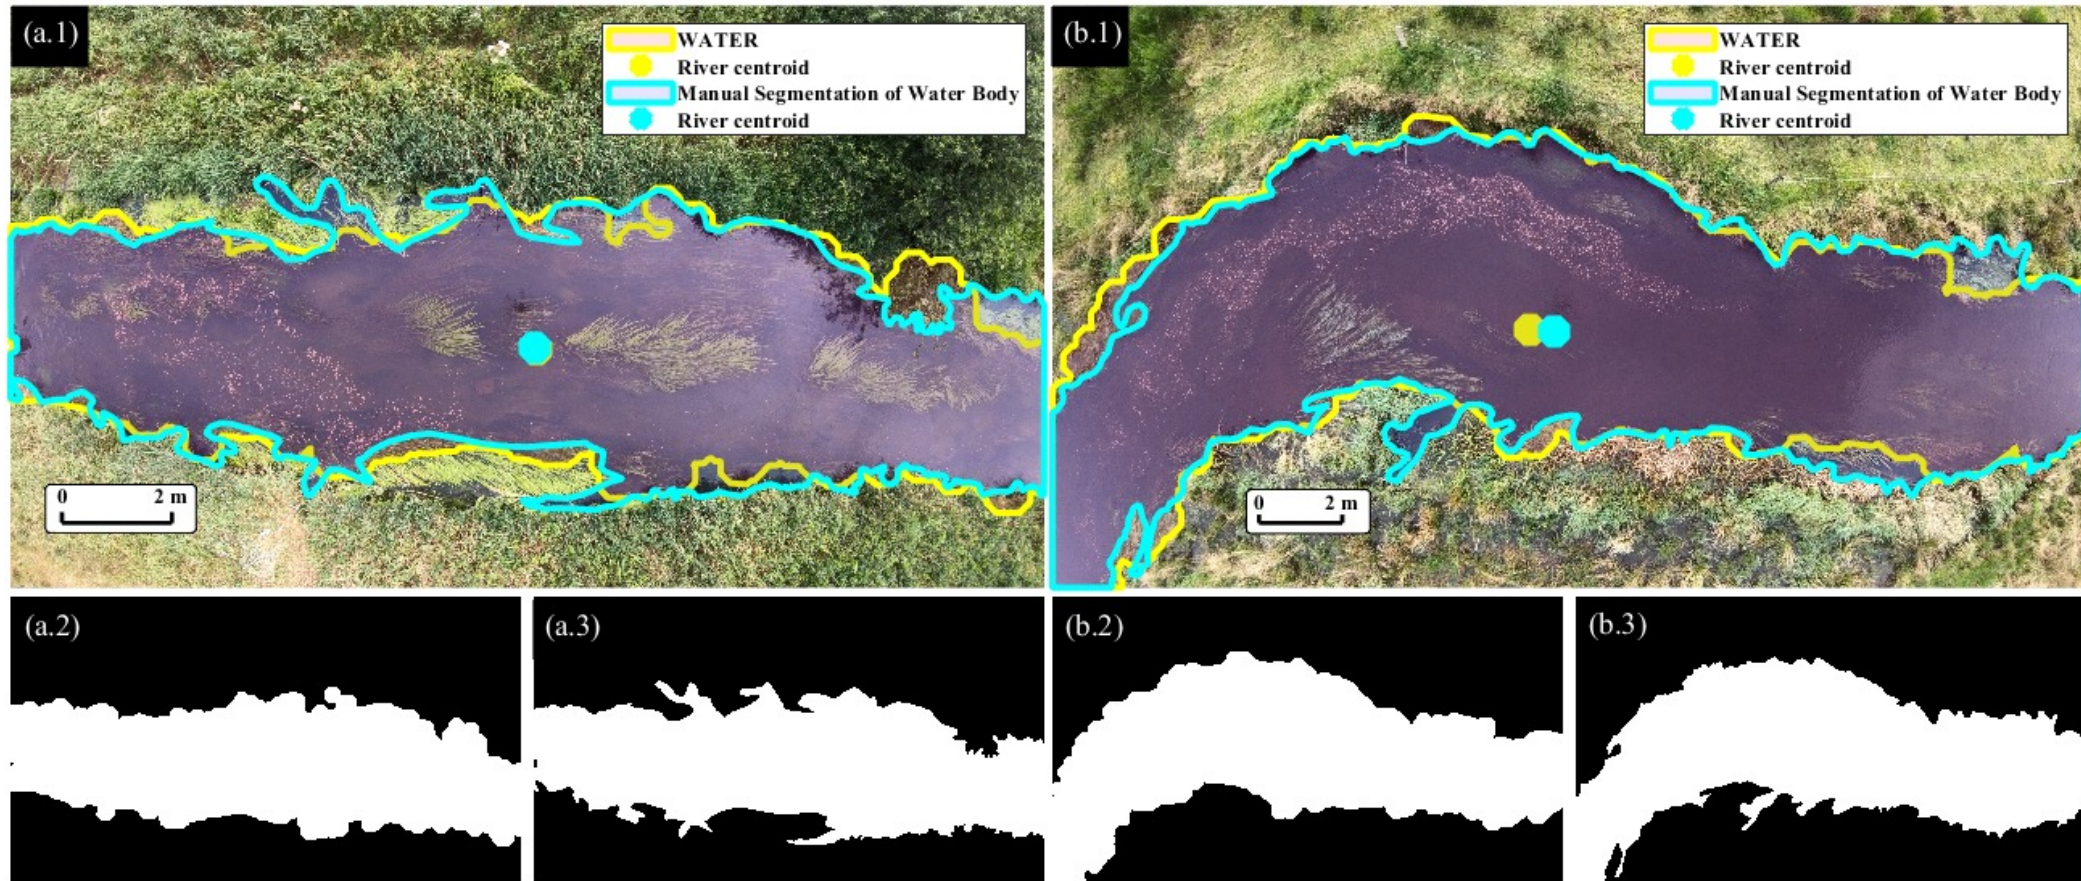 (a.1)
WATER
River centroid
Manual Segmentation of Water Body
River centroid
0 2 m
(b.1)
WATER
River centroid
Manual Segmentation of Water Body
River centroid
0 2 m
(a.2)
(a.3)
(b.2)
(b.3)